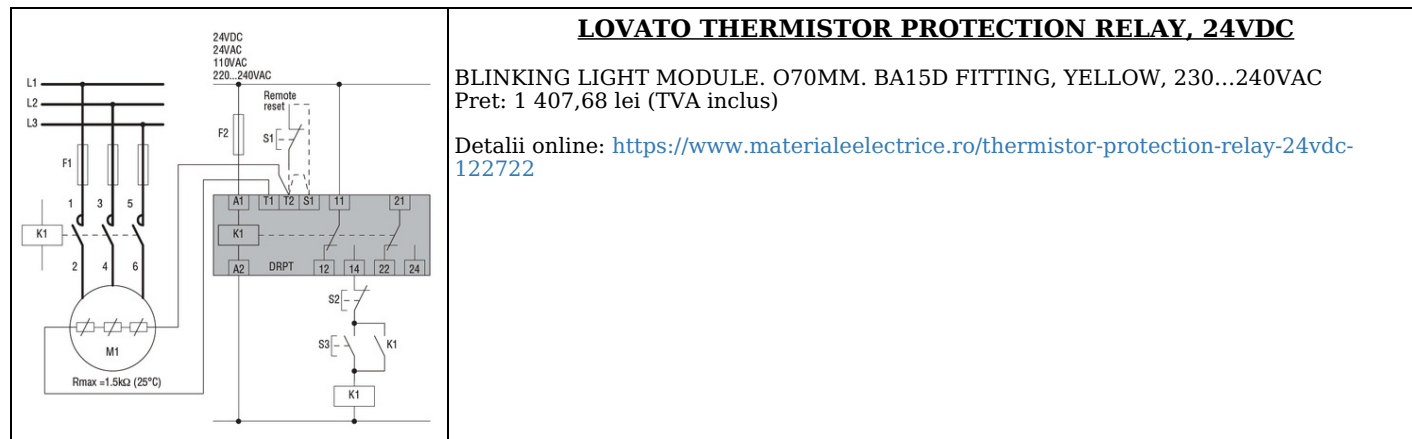 24VDC
24VAC
110VAC
220...240VAC
L1
L2
L3
Remote
reset
F2
S1
F1
1 3 5
A1 T1 T2 S1 11 21
K1
K1
2 4 6
A2 DRPT 12 14 22 24
S2
S3
K1
M1
Rmax =1.5kΩ (25°C)
K1
LOVATO THERMISTOR PROTECTION RELAY, 24VDC
BLINKING LIGHT MODULE. O70MM. BA15D FITTING, YELLOW, 230...240VAC
Pret: 1 407,68 lei (TVA inclus)
Detalii online: https://www.materialeelectrice.ro/thermistor-protection-relay-24vdc-
122722